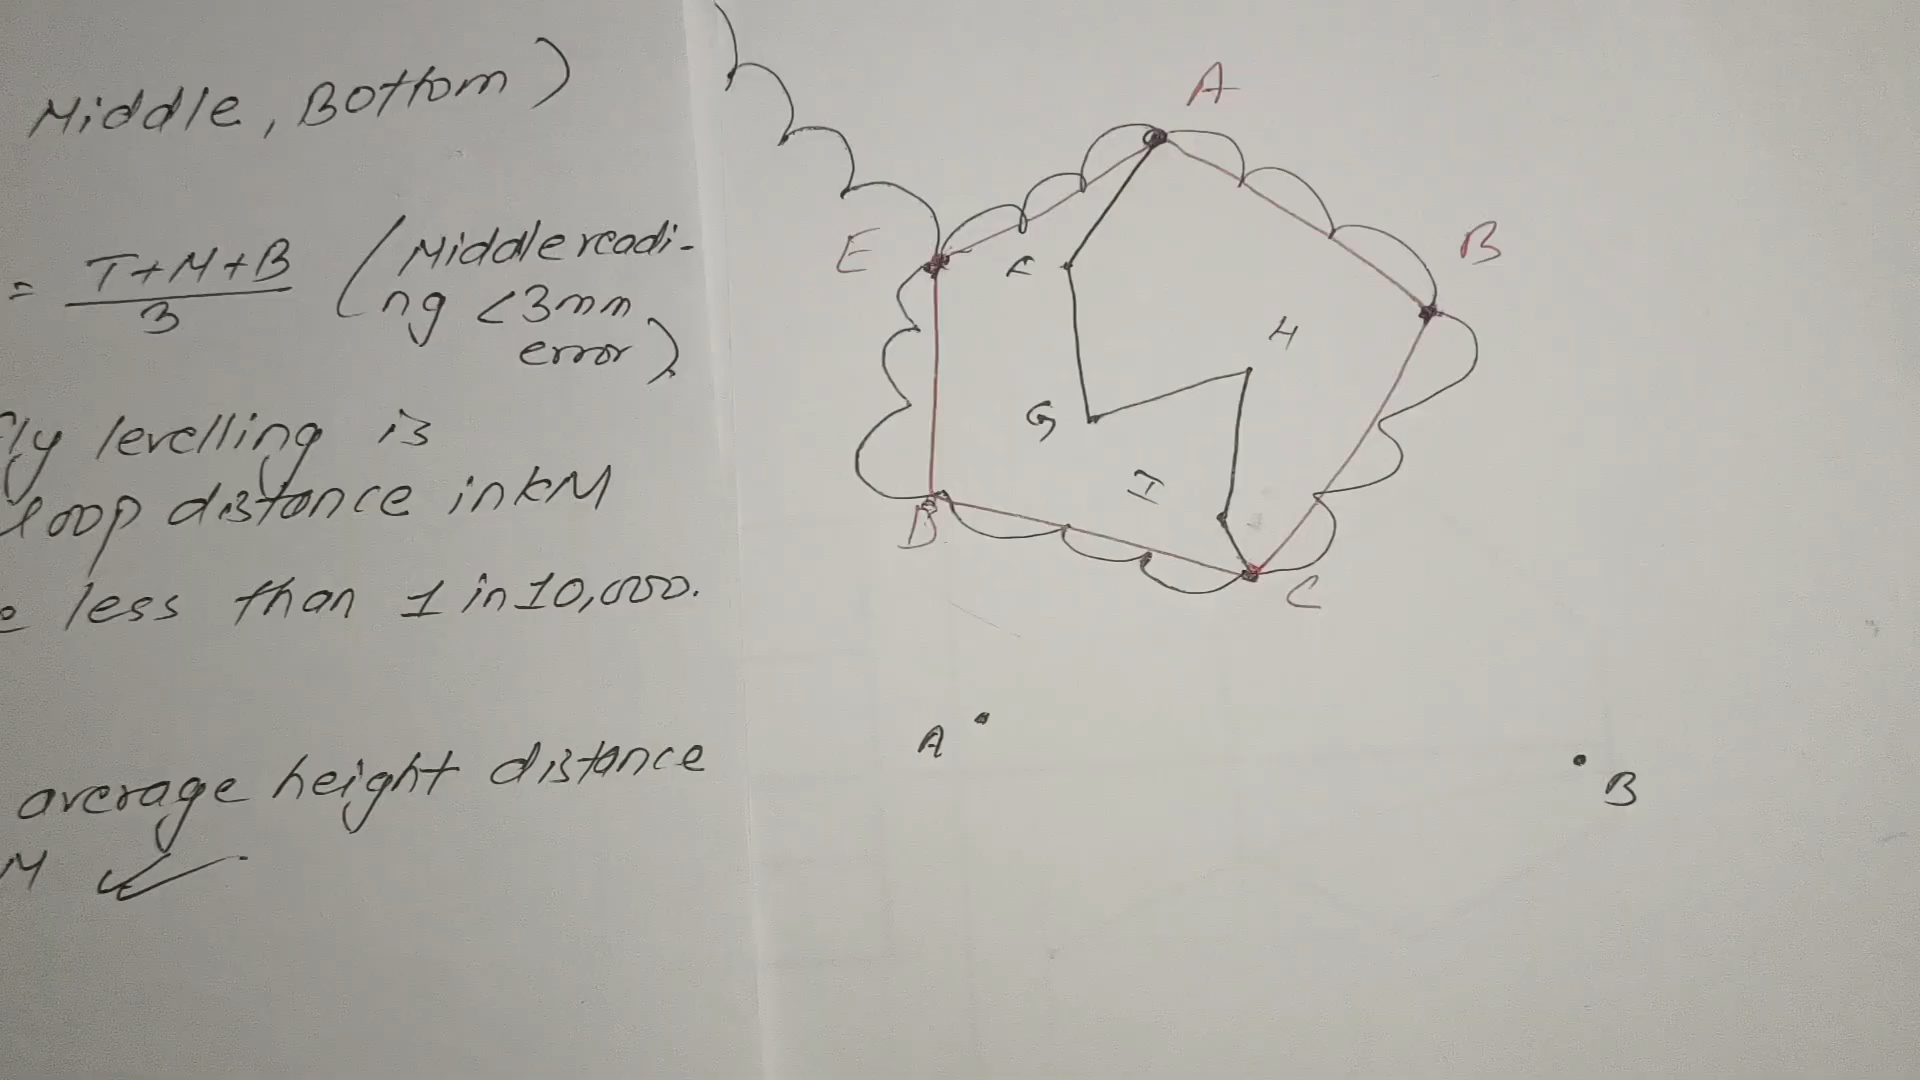 Middle, Bottom)
= T+M+B / 3 (Middle readi-
ng <3mm
error)
fly levelling is
loop distance in kM
less than 1 in 10,000.
average height distance
M
A
B
E
F
H
G
I
B
C
A
B